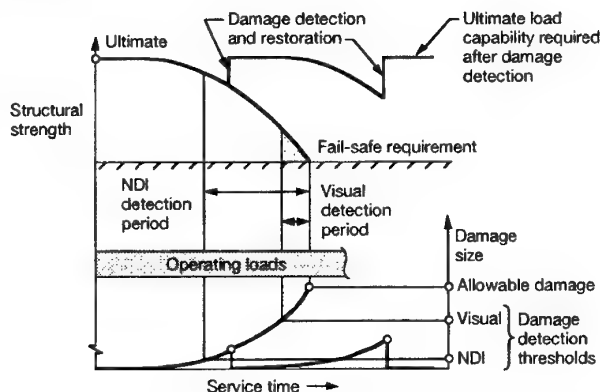 Damage detection
and restoration
Ultimate load
capability required
after damage
detection
Ultimate
Structural
strength
Fail-safe requirement
NDI
detection
period
Visual
detection
period
Operating loads
Damage
size
Allowable damage
Visual
NDI
Damage
detection
thresholds
Service time